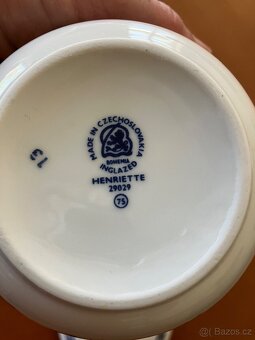 MADE IN CZECHOSLOVAKIA
BOHEMIA
INGLAZED
HENRIETTE
29029
75
13
Bazos.cz